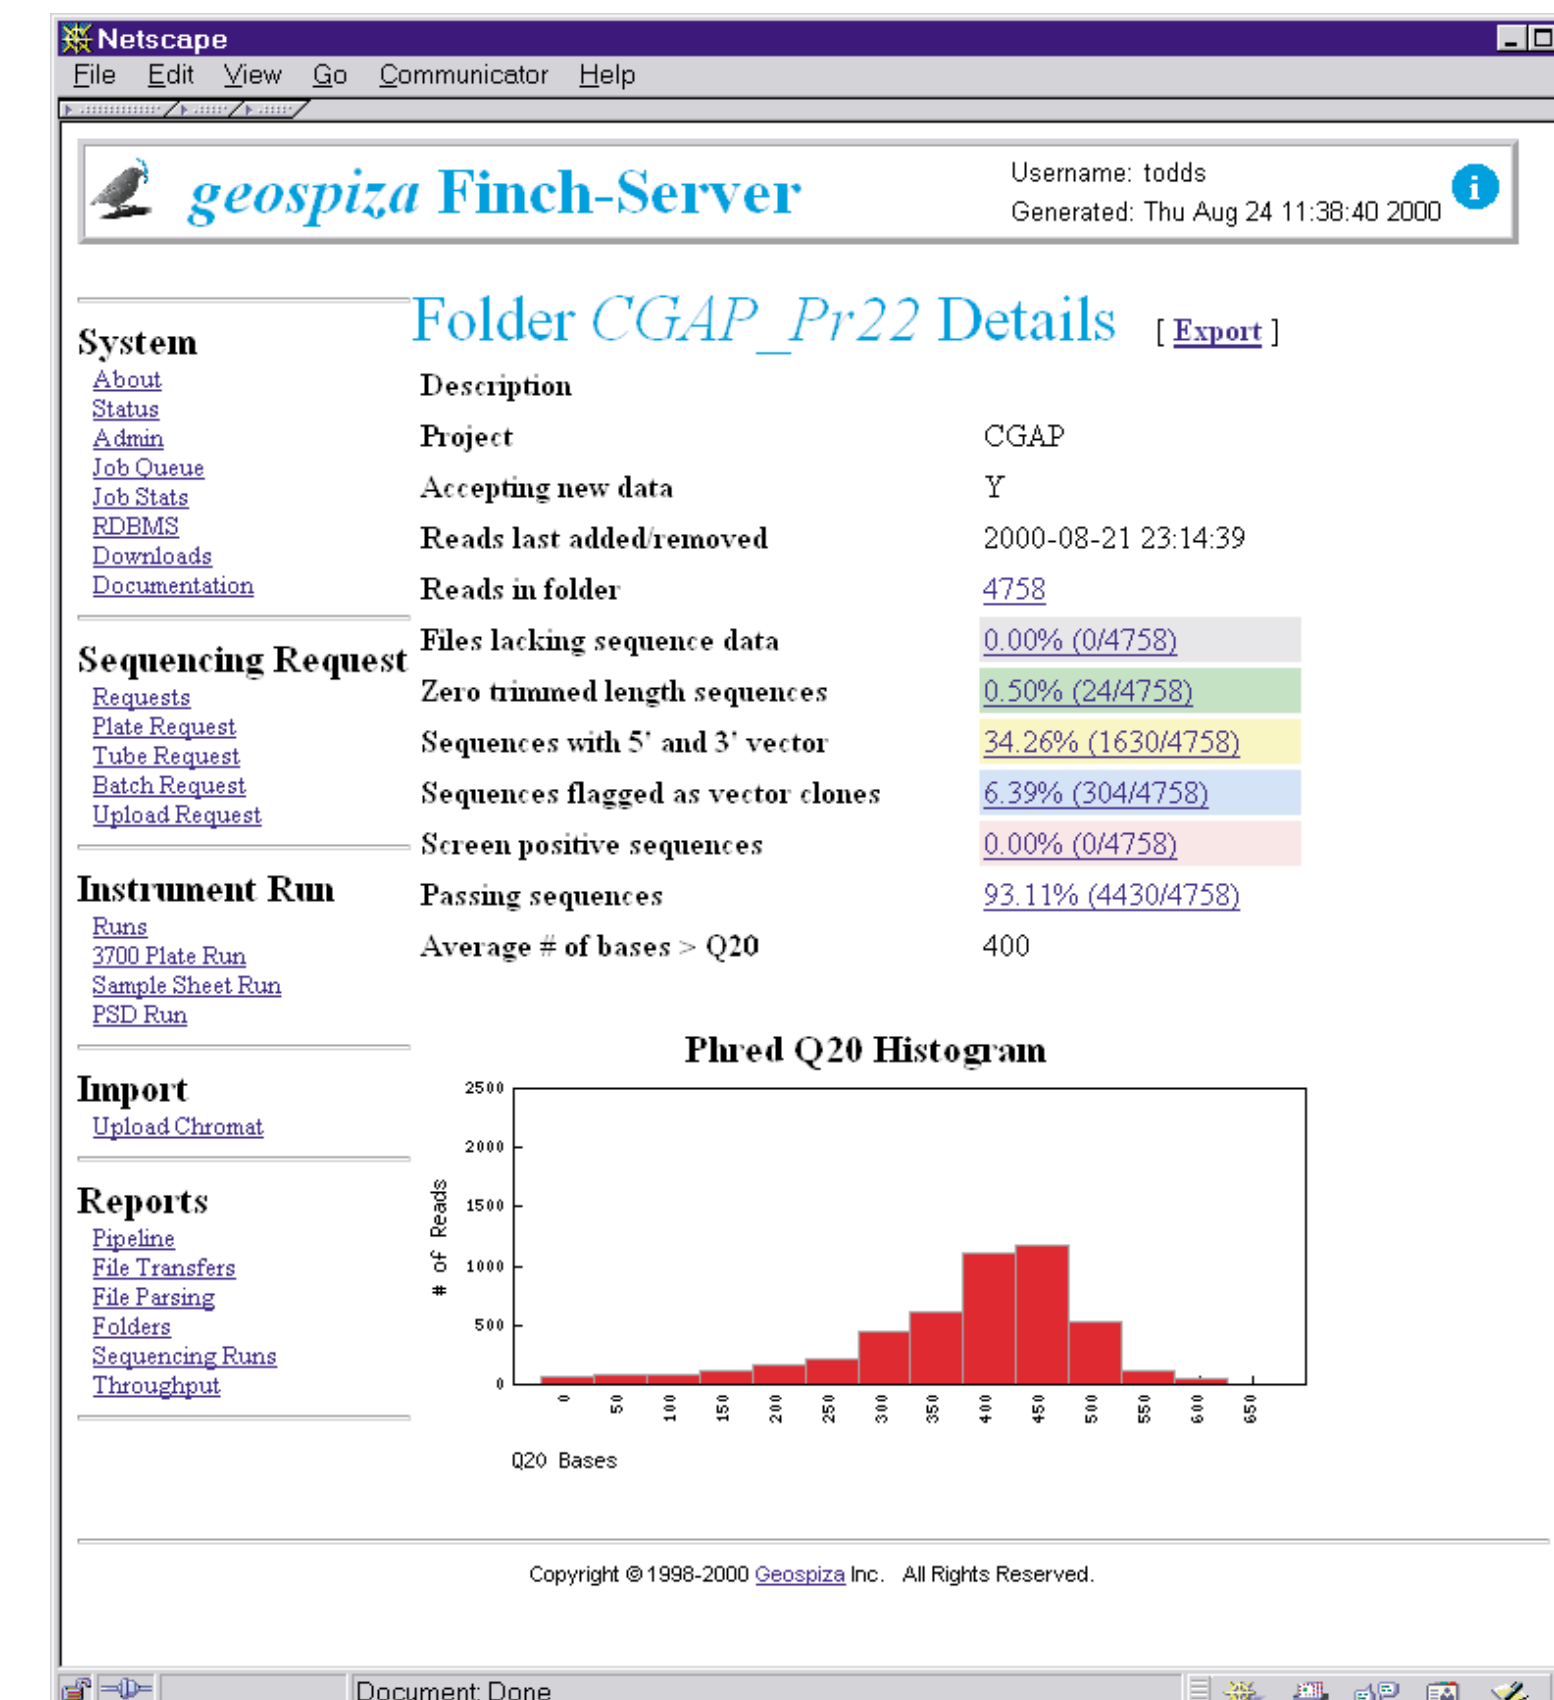 Netscape
File Edit View Go Communicator Help
geospiza Finch-Server
Username: todds
Generated: Thu Aug 24 11:38:40 2000
i
Folder CGAP_Pr22 Details [ Export ]
System
About
Status
Admin
Job Queue
Job Stats
RDBMS
Downloads
Documentation
Sequencing Request
Requests
Plate Request
Tube Request
Batch Request
Upload Request
Instrument Run
Runs
3700 Plate Run
Sample Sheet Run
PSD Run
Import
Upload Chromat
Reports
Pipeline
File Transfers
File Parsing
Folders
Sequencing Runs
Throughput
Description
Project CGAP
Accepting new data Y
Reads last added/removed 2000-08-21 23:14:39
Reads in folder 4758
Files lacking sequence data 0.00% (0/4758)
Zero trimmed length sequences 0.50% (24/4758)
Sequences with 5' and 3' vector 34.26% (1630/4758)
Sequences flagged as vector clones 6.39% (304/4758)
Screen positive sequences 0.00% (0/4758)
Passing sequences 93.11% (4430/4758)
Average # of bases > Q20 400
Phred Q20 Histogram
2500
2000
1500
1000
500
0
# of Reads
0 50 100 150 200 250 300 350 400 450 500 550 600 650
Q20 Bases
Copyright © 1998-2000 Geospiza Inc. All Rights Reserved.
Document: Done